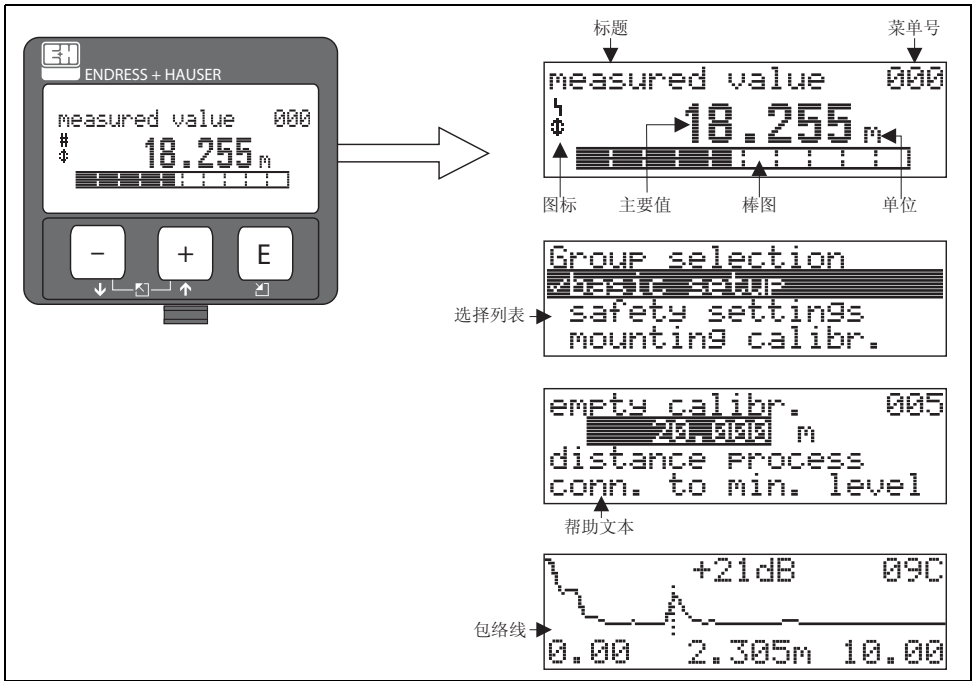 ENDRESS + HAUSER
measured value 000
# 18.255 m
- + E
标题 菜单号
measured value 000
18.255 m
图标 主要值 棒图 单位
Group selection
basic setup
选择列表
safety settings
mounting calibr.
empty calibr. 005
20.000 m
distance process
conn. to min. level
帮助文本
+21dB 09C
包络线
0.00 2.305m 10.00